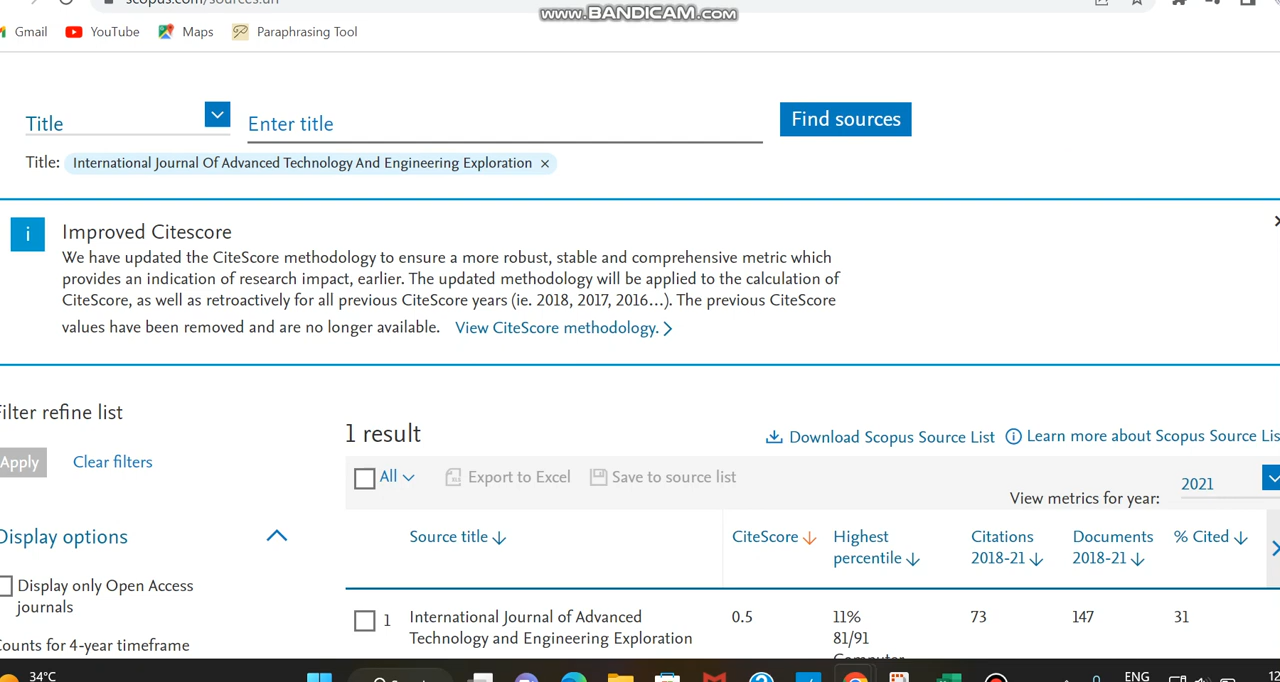 scopus.com/sources.uri
www.BANDICAM.com
Gmail YouTube Maps Paraphrasing Tool
Title Enter title Find sources
Title: International Journal Of Advanced Technology And Engineering Exploration ×
i Improved Citescore
We have updated the CiteScore methodology to ensure a more robust, stable and comprehensive metric which
provides an indication of research impact, earlier. The updated methodology will be applied to the calculation of
CiteScore, as well as retroactively for all previous CiteScore years (ie. 2018, 2017, 2016...). The previous CiteScore
values have been removed and are no longer available. View CiteScore methodology. >
Filter refine list
Apply Clear filters
1 result
Download Scopus Source List Learn more about Scopus Source Lis
All Export to Excel Save to source list
View metrics for year: 2021
Display options
Display only Open Access
journals
Counts for 4-year timeframe
Source title CiteScore Highest Citations Documents % Cited
percentile 2018-21 2018-21
1 International Journal of Advanced 0.5 11% 73 147 31
Technology and Engineering Exploration 81/91
Computer
34°C
ENG